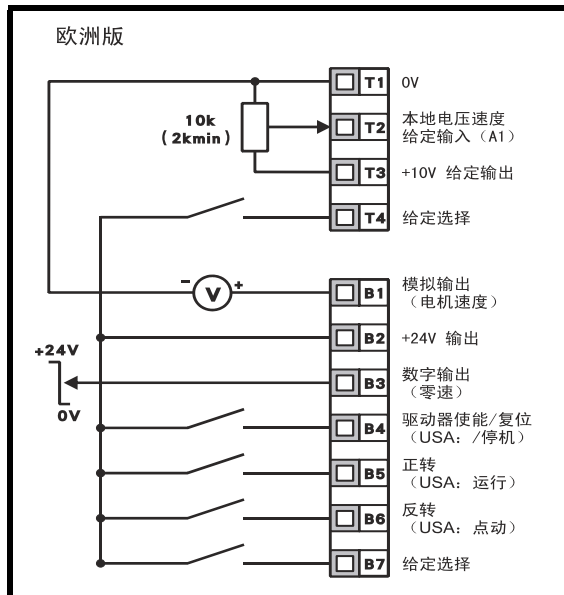 欧洲版
T1 0V
10k
(2kmin)
T2 本地电压速度
给定输入（A1）
T3 +10V 给定输出
T4 给定选择
- V +
B1 模拟输出
（电机速度）
B2 +24V 输出
+24V
0V
B3 数字输出
（零速）
B4 驱动器使能/复位
（USA：/停机）
B5 正转
（USA：运行）
B6 反转
（USA：点动）
B7 给定选择